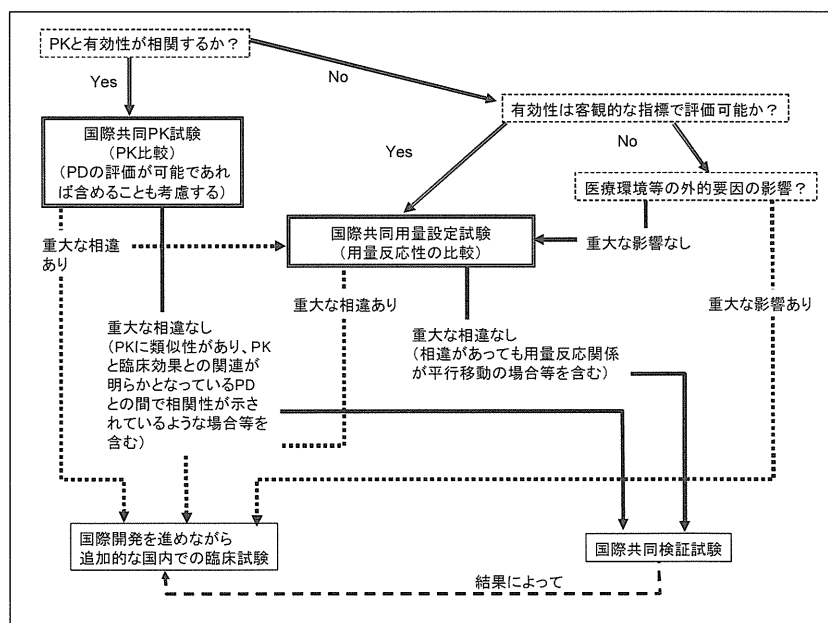 PKと有効性が相関するか？
Yes
No
有効性は客観的な指標で評価可能か？
国際共同PK試験
（PK比較）
（PDの評価が可能であれ
ば含めることも考慮する）
Yes
No
医療環境等の外的要因の影響？
重大な相違
あり
国際共同用量設定試験
（用量反応性の比較）
重大な影響なし
重大な相違あり
重大な影響あり
重大な相違なし
（PKに類似性があり、PK
と臨床効果との関連が
明らかとなっているPD
との間で相関性が示さ
れているような場合等を
含む）
重大な相違なし
（相違があっても用量反応関係
が平行移動の場合等を含む）
国際開発を進めながら
追加的な国内での臨床試験
国際共同検証試験
結果によって